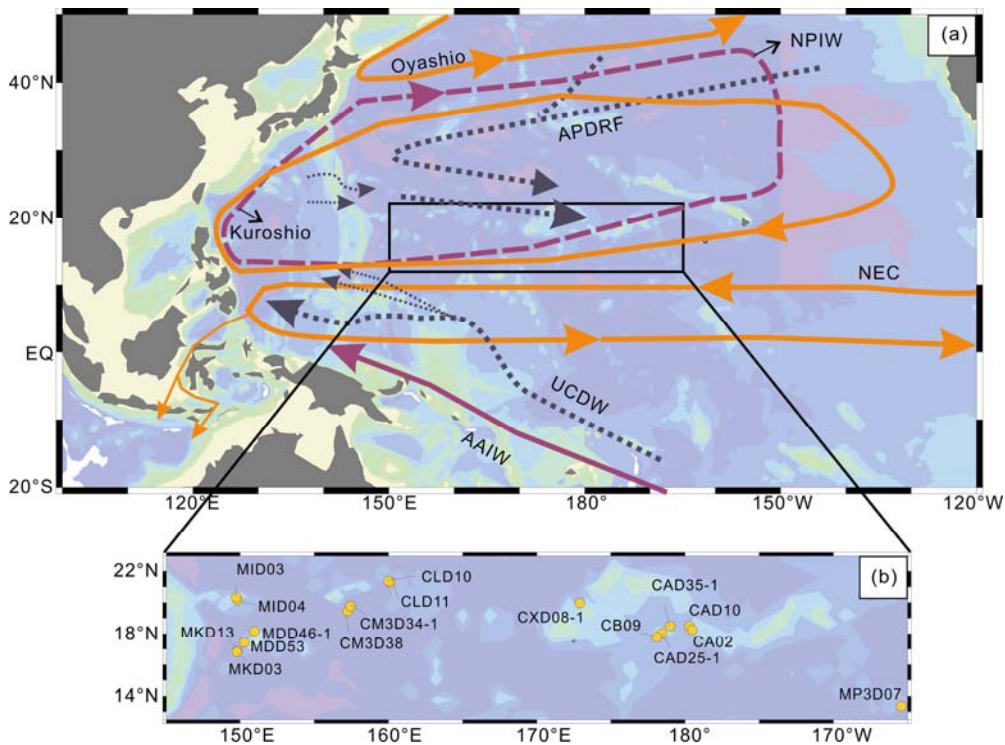 (a)
Oyashio
NPIW
40°N
APDRF
20°N
Kuroshio
NEC
EQ
UCDW
AAIW
20°S
120°E
150°E
180°
150°W
120°W
(b)
22°N
MID03
CLD10
CAD35-1
MID04
CLD11
CXD08-1
CAD10
MKD13
MDD46-1
CM3D34-1
CB09
18°N
MDD53
CM3D38
CA02
MKD03
CAD25-1
14°N
MP3D07
150°E
160°E
170°E
180°
170°W